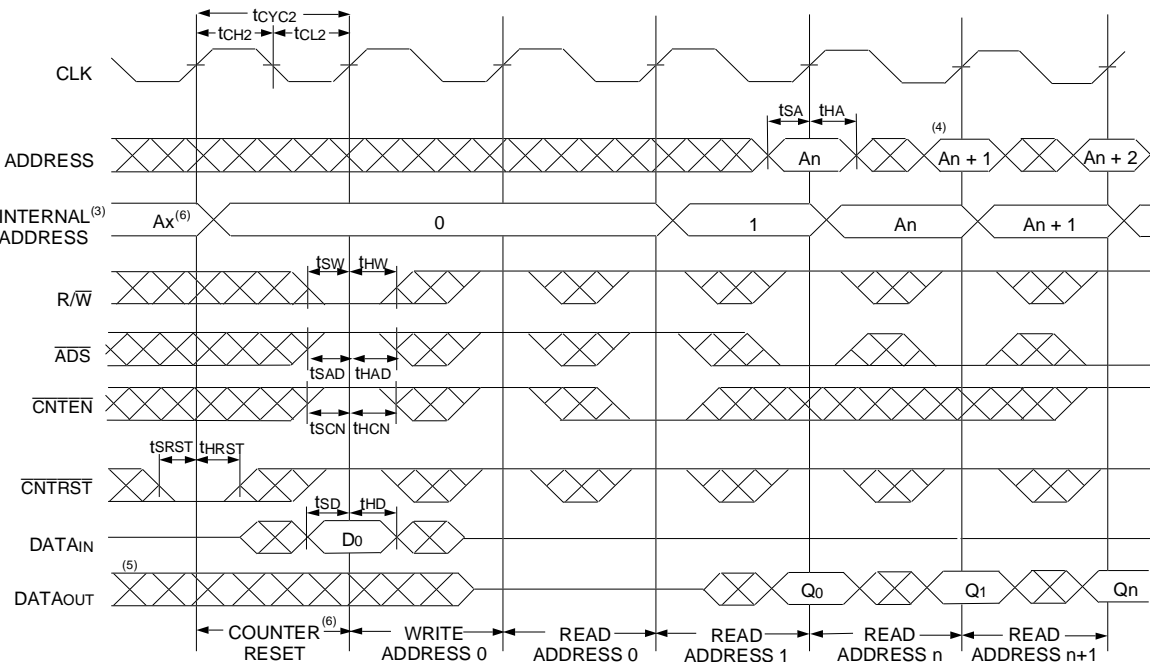 tCYC2
tCH2 tCL2
CLK
tSA tHA
ADDRESS An (4) An + 1 An + 2
INTERNAL(3)
ADDRESS
Ax(6) 0 1 An An + 1
tSW tHW
R/W̅
A̅D̅S̅
tSAD tHAD
C̅N̅T̅E̅N̅
tSCN tHCN
tSRST tHRST
C̅N̅T̅R̅S̅T̅
tSD tHD
DATAIN D0
(5)
DATAOUT Q0 Q1 Qn
COUNTER(6) WRITE READ READ READ READ
RESET ADDRESS 0 ADDRESS 0 ADDRESS 1 ADDRESS n ADDRESS n+1